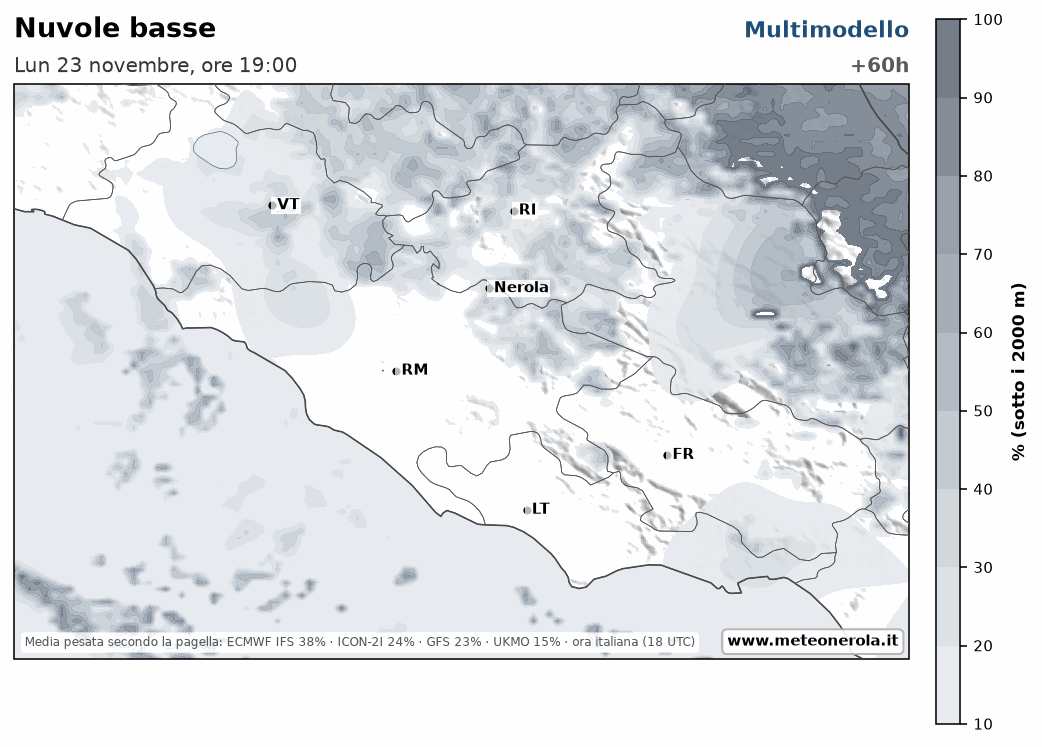 Nuvole basse
Multimodello
Lun 23 novembre, ore 19:00
+60h
VT
RI
Nerola
RM
FR
LT
Media pesata secondo la pagella: ECMWF IFS 38% · ICON-2I 24% · GFS 23% · UKMO 15% · ora italiana (18 UTC)
www.meteonerola.it
100
90
80
70
60
50
40
30
20
10
% (sotto i 2000 m)